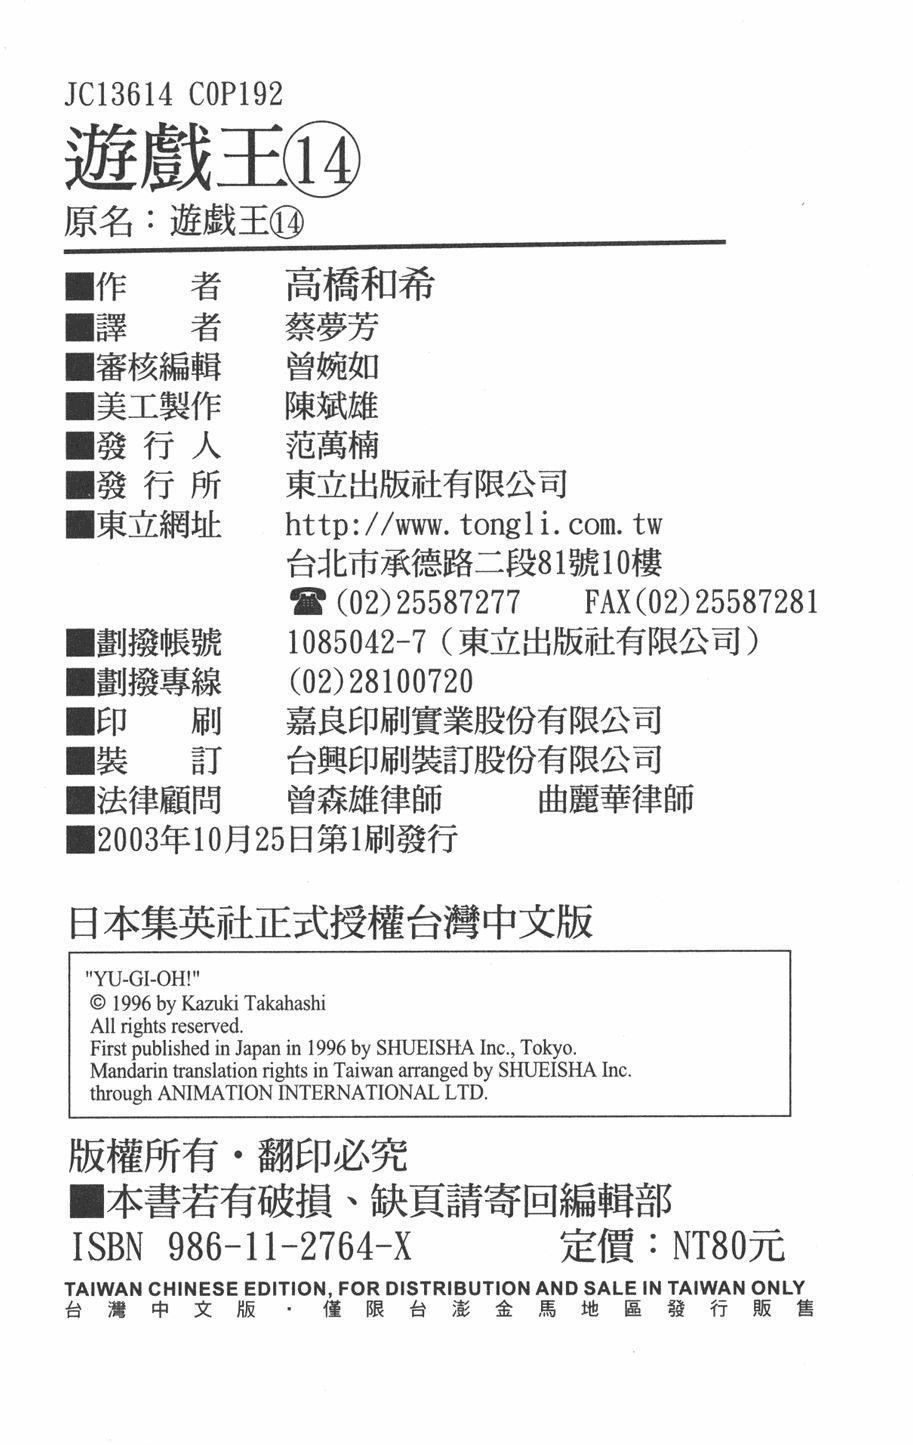 JC13614 COP192
遊戲王⑭
原名：遊戲王⑭
■作 者 高橋和希
■譯 者 蔡夢芳
■審核編輯 曾婉如
■美工製作 陳斌雄
■發 行 人 范萬楠
■發 行 所 東立出版社有限公司
■東立網址 http://www.tongli.com.tw
台北市承德路二段81號10樓
☎(02)25587277 FAX(02)25587281
■劃撥帳號 1085042-7（東立出版社有限公司）
■劃撥專線 (02)28100720
■印 刷 嘉良印刷實業股份有限公司
■裝 訂 台興印刷裝訂股份有限公司
■法律顧問 曾森雄律師 曲麗華律師
■2003年10月25日第1刷發行
日本集英社正式授權台灣中文版
"YU-GI-OH!"
© 1996 by Kazuki Takahashi
All rights reserved.
First published in Japan in 1996 by SHUEISHA Inc., Tokyo.
Mandarin translation rights in Taiwan arranged by SHUEISHA Inc.
through ANIMATION INTERNATIONAL LTD.
版權所有・翻印必究
■本書若有破損、缺頁請寄回編輯部
ISBN 986-11-2764-X 定價：NT80元
TAIWAN CHINESE EDITION, FOR DISTRIBUTION AND SALE IN TAIWAN ONLY
台灣中文版・僅限台澎金馬地區發行販售